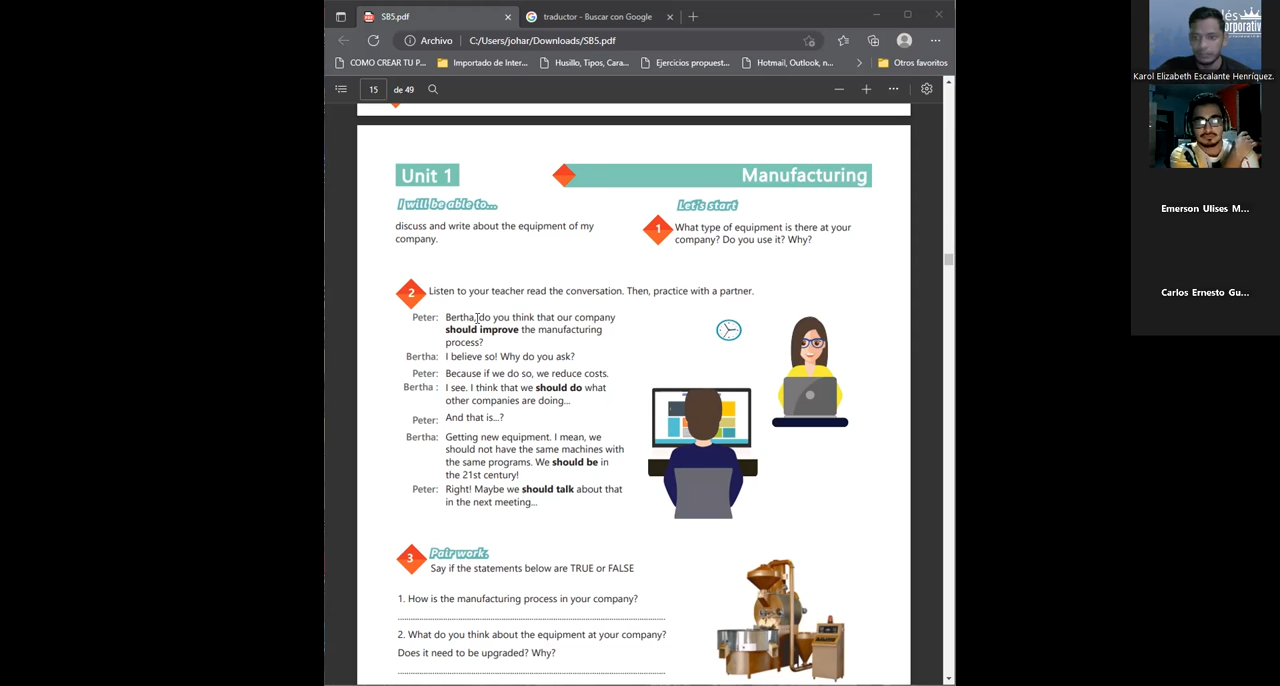 SB5.pdf
traductor - Buscar con Google
Archivo
C:/Users/johar/Downloads/SB5.pdf
COMO CREAR TU P...
Importado de Inter...
Husillo, Tipos, Cara...
Ejercicios propuest...
Hotmail, Outlook, n...
Otros favoritos
15 de 49
Unit 1
Manufacturing
I will be able to...
discuss and write about the equipment of my
company.
Let's start
1
What type of equipment is there at your
company? Do you use it? Why?
2
Listen to your teacher read the conversation. Then, practice with a partner.
Peter: Bertha, do you think that our company
should improve the manufacturing
process?
Bertha: I believe so! Why do you ask?
Peter: Because if we do so, we reduce costs.
Bertha : I see. I think that we should do what
other companies are doing...
Peter: And that is...?
Bertha: Getting new equipment. I mean, we
should not have the same machines with
the same programs. We should be in
the 21st century!
Peter: Right! Maybe we should talk about that
in the next meeting...
3
Pair work.
Say if the statements below are TRUE or FALSE
1. How is the manufacturing process in your company?
2. What do you think about the equipment at your company?
Does it need to be upgraded? Why?
Karol Elizabeth Escalante Henríquez.
Emerson Ulises M...
Carlos Ernesto Gu...